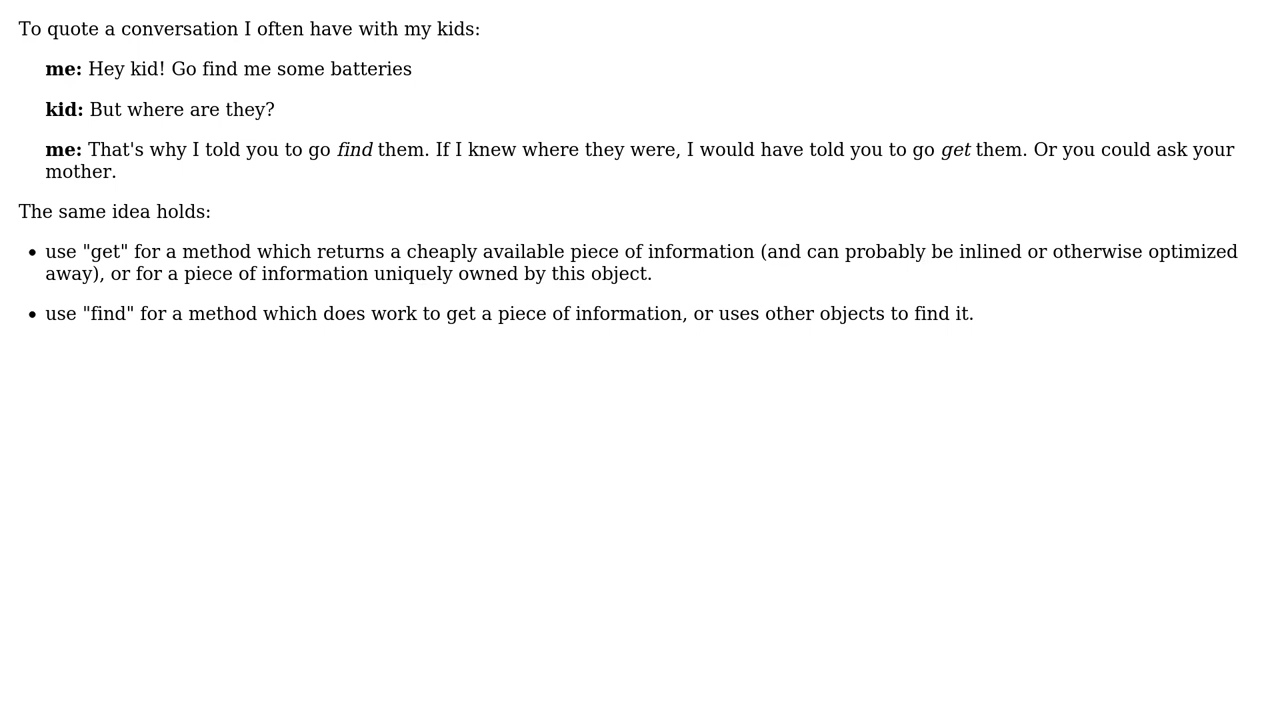 To quote a conversation I often have with my kids:
me: Hey kid! Go find me some batteries
kid: But where are they?
me: That's why I told you to go find them. If I knew where they were, I would have told you to go get them. Or you could ask your
mother.
The same idea holds:
• use "get" for a method which returns a cheaply available piece of information (and can probably be inlined or otherwise optimized
away), or for a piece of information uniquely owned by this object.
• use "find" for a method which does work to get a piece of information, or uses other objects to find it.